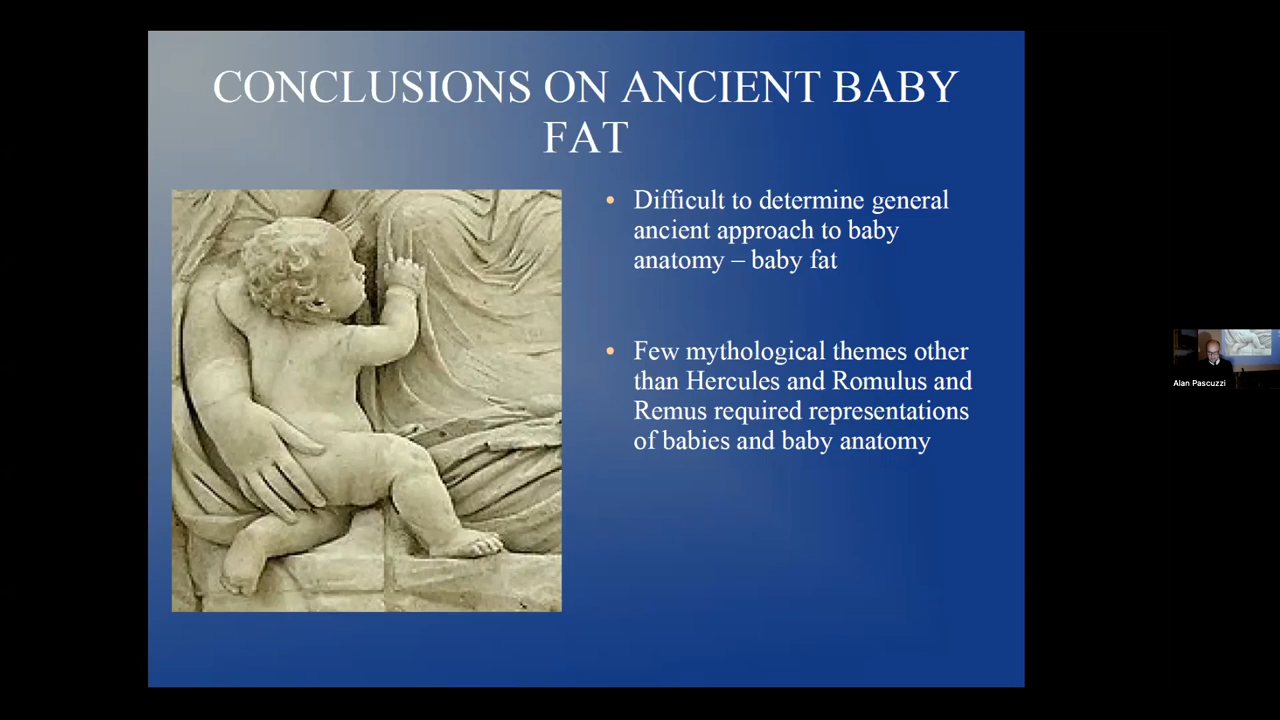 CONCLUSIONS ON ANCIENT BABY
FAT
• Difficult to determine general
ancient approach to baby
anatomy – baby fat
• Few mythological themes other
than Hercules and Romulus and
Remus required representations
of babies and baby anatomy
Alan Pascuzzi